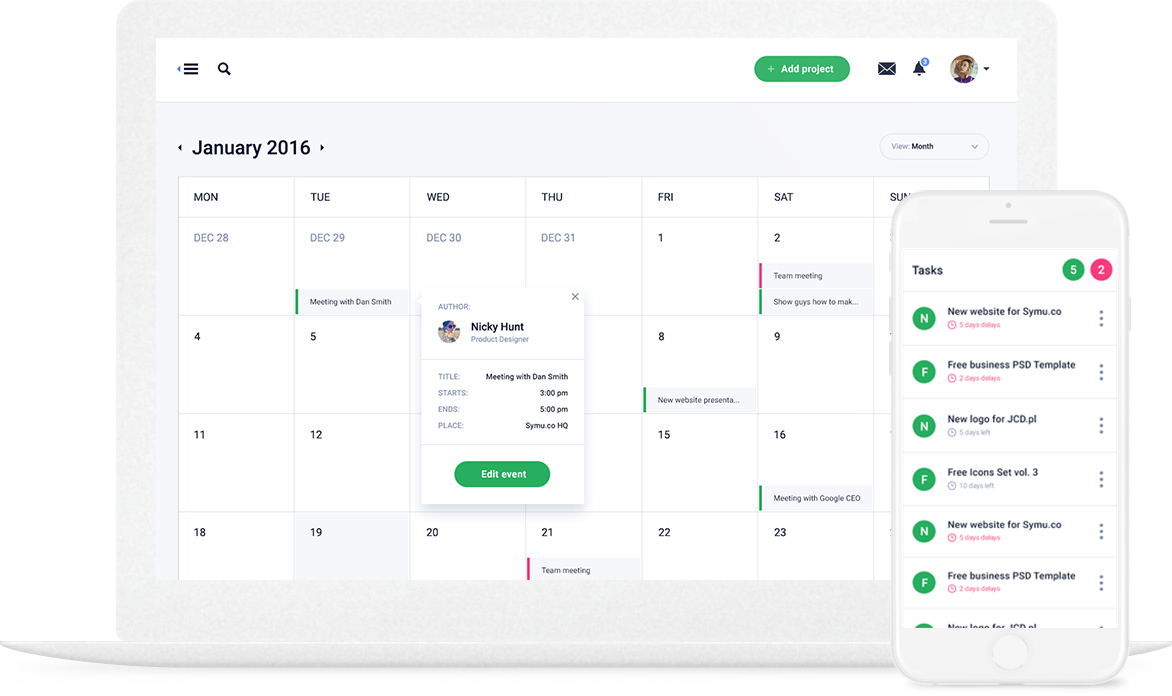 + Add project
3
January 2016
View: Month
MON TUE WED THU FRI SAT SUN
DEC 28 DEC 29 DEC 30 DEC 31 1 2
Team meeting
Meeting with Dan Smith
Show guys how to mak...
4 5 8 9
New website presenta...
11 12 15 16
Meeting with Google CEO
18 19 20 21 22 23
Team meeting
AUTHOR:
Nicky Hunt
Product Designer
TITLE: Meeting with Dan Smith
STARTS: 3:00 pm
ENDS: 5:00 pm
PLACE: Symu.co HQ
Edit event
Tasks 5 2
N New website for Symu.co
5 days delays
F Free business PSD Template
2 days delays
N New logo for JCD.pl
5 days left
F Free Icons Set vol. 3
10 days left
N New website for Symu.co
5 days delays
F Free business PSD Template
2 days delays
New logo for JCD.pl